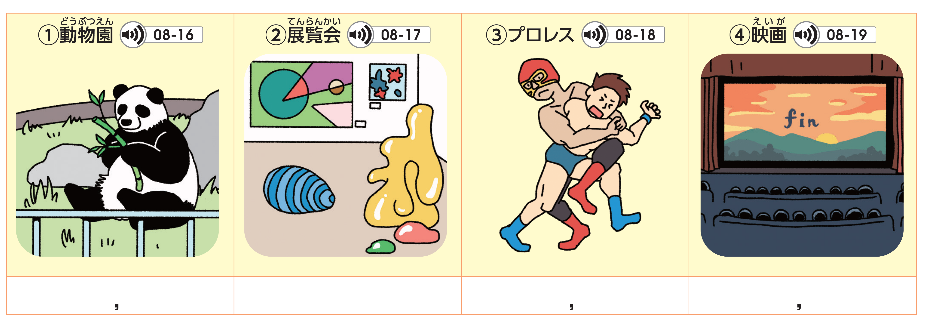 どうぶつえん
①動物園 08-16
てんらんかい
②展覧会 08-17
③プロレス 08-18
えいが
④映画 08-19
fin
, , ,